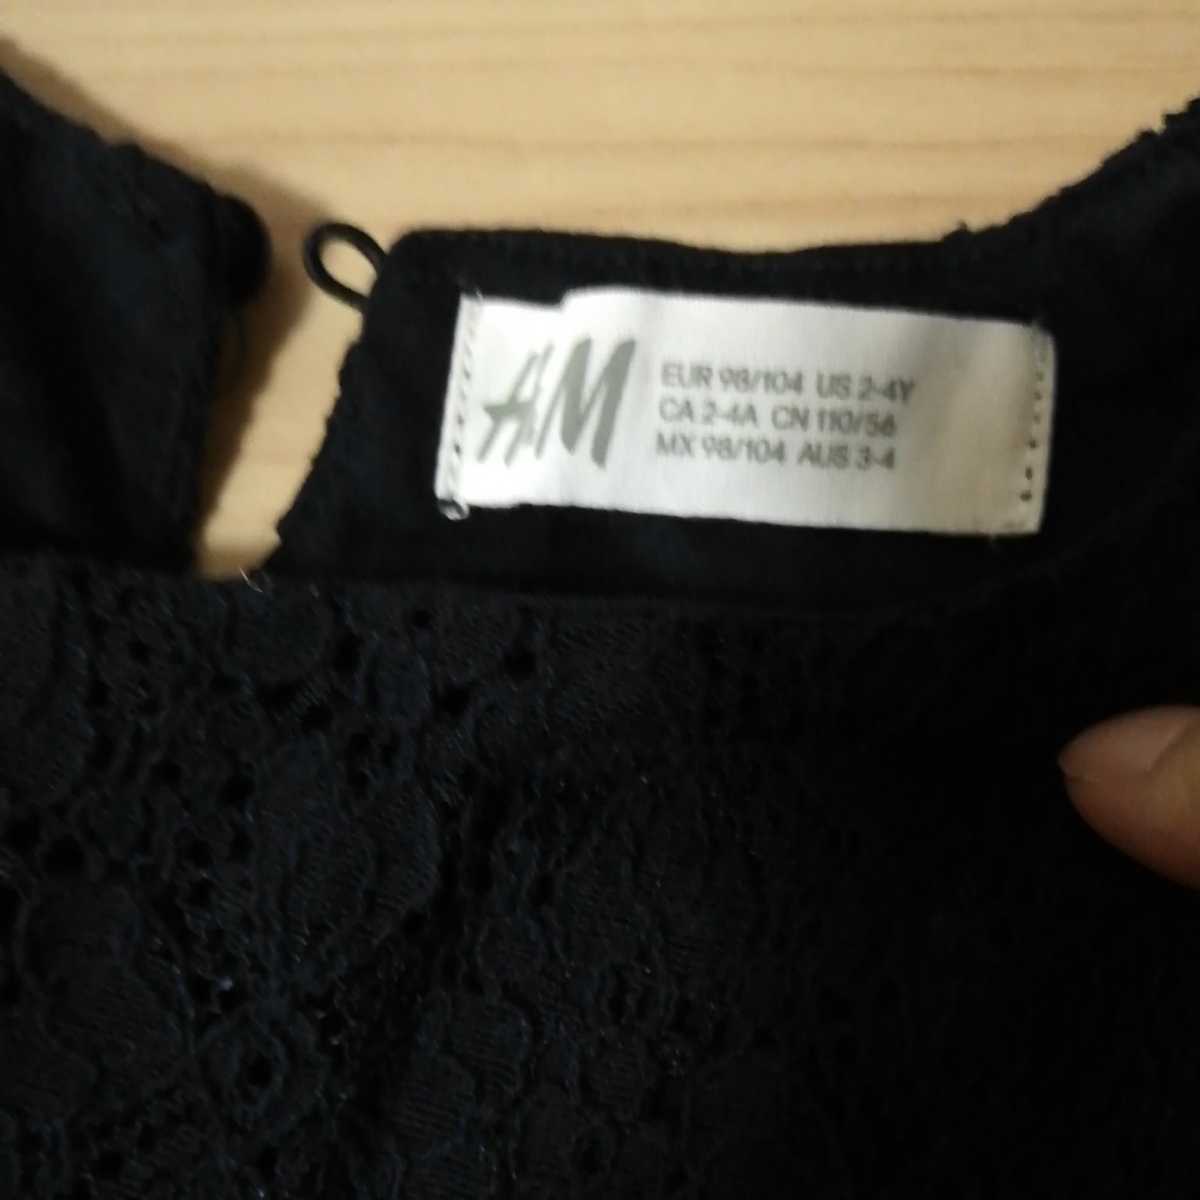 H&M
EUR 98/104 US 2-4Y
CA 2-4A CN 110/56
MX 98/104 AUS 3-4